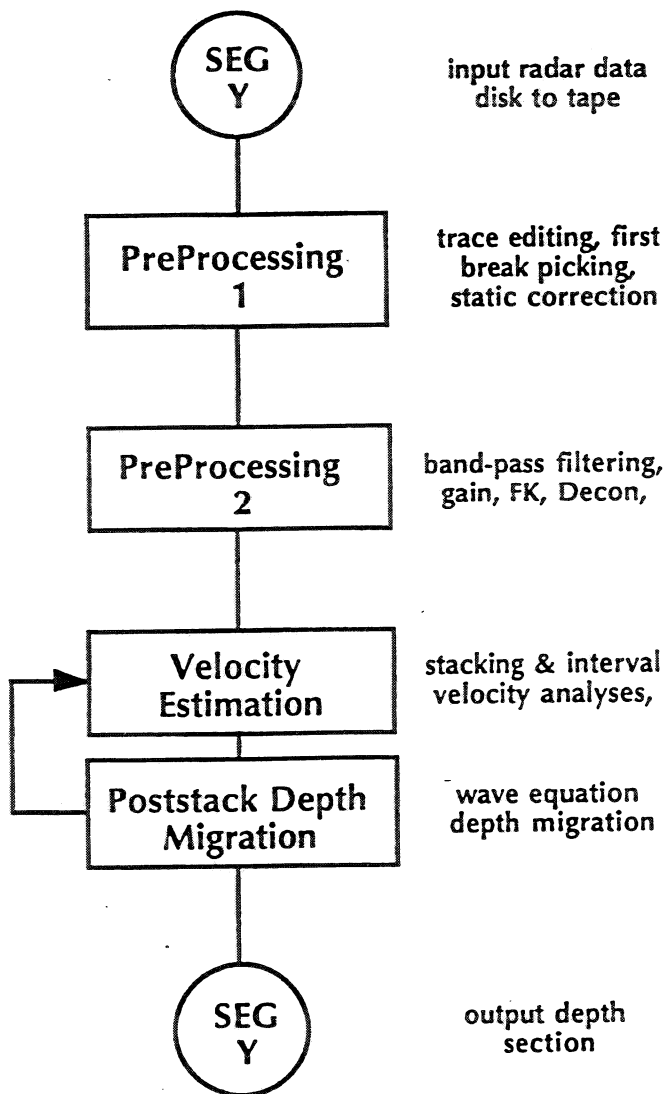 SEG
Y
input radar data
disk to tape
PreProcessing
1
trace editing, first
break picking,
static correction
PreProcessing
2
band-pass filtering,
gain, FK, Decon,
Velocity
Estimation
stacking & interval
velocity analyses,
Poststack Depth
Migration
wave equation
depth migration
SEG
Y
output depth
section